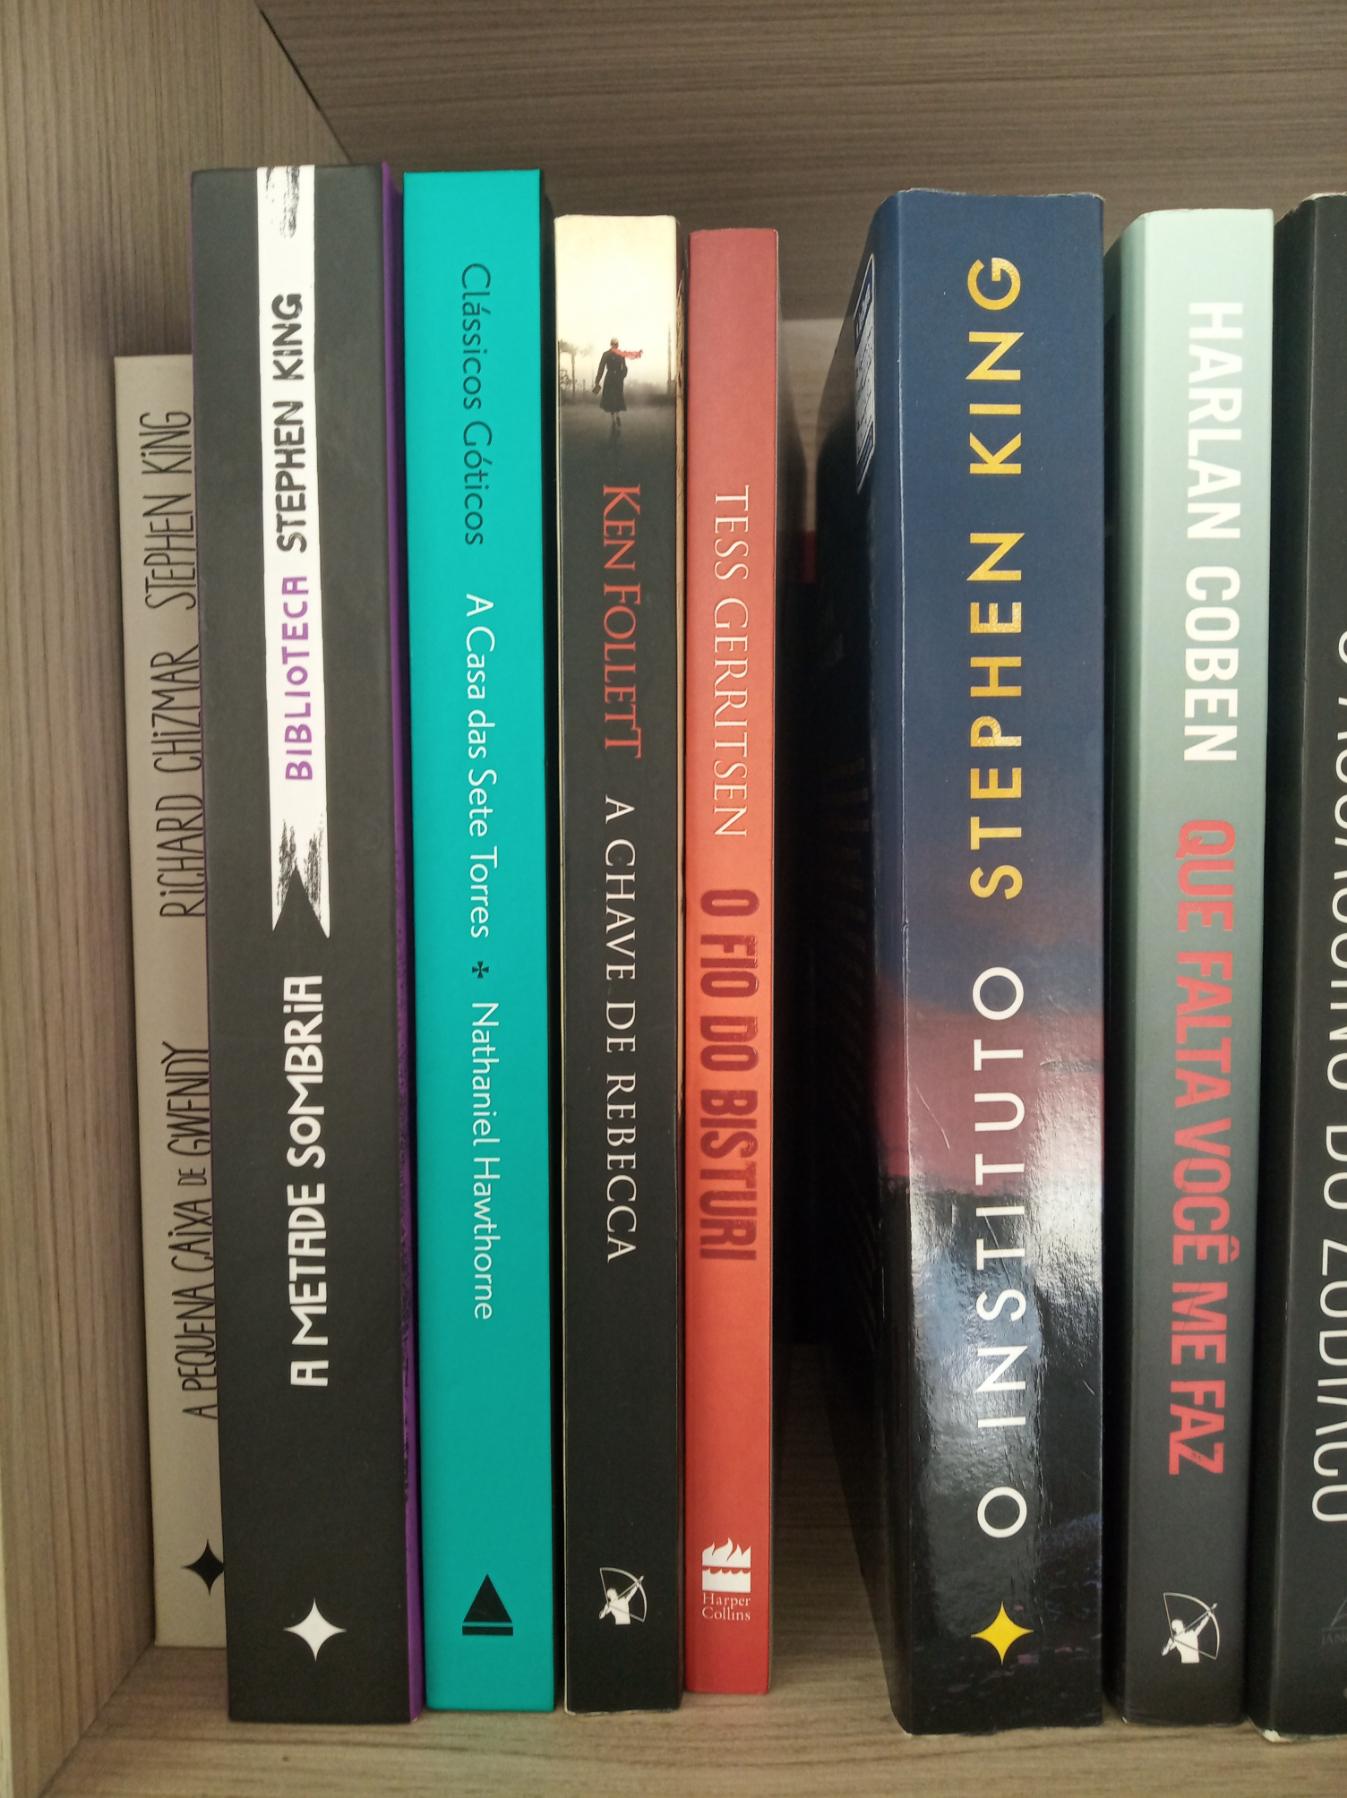 A PEQUENA CAIXA DE GWENDY RICHARD CHIZMAR STEPHEN KING
A METADE SOMBRIA BIBLIOTECA STEPHEN KING
Clássicos Góticos A Casa das Sete Torres Nathaniel Hawthorne
KEN FOLLETT A CHAVE DE REBECCA
TESS GERRITSEN O FIO DO BISTURI
Harper
Collins
O INSTITUTO STEPHEN KING
HARLAN COBEN QUE FALTA VOCÊ ME FAZ
DO ZODÍACO